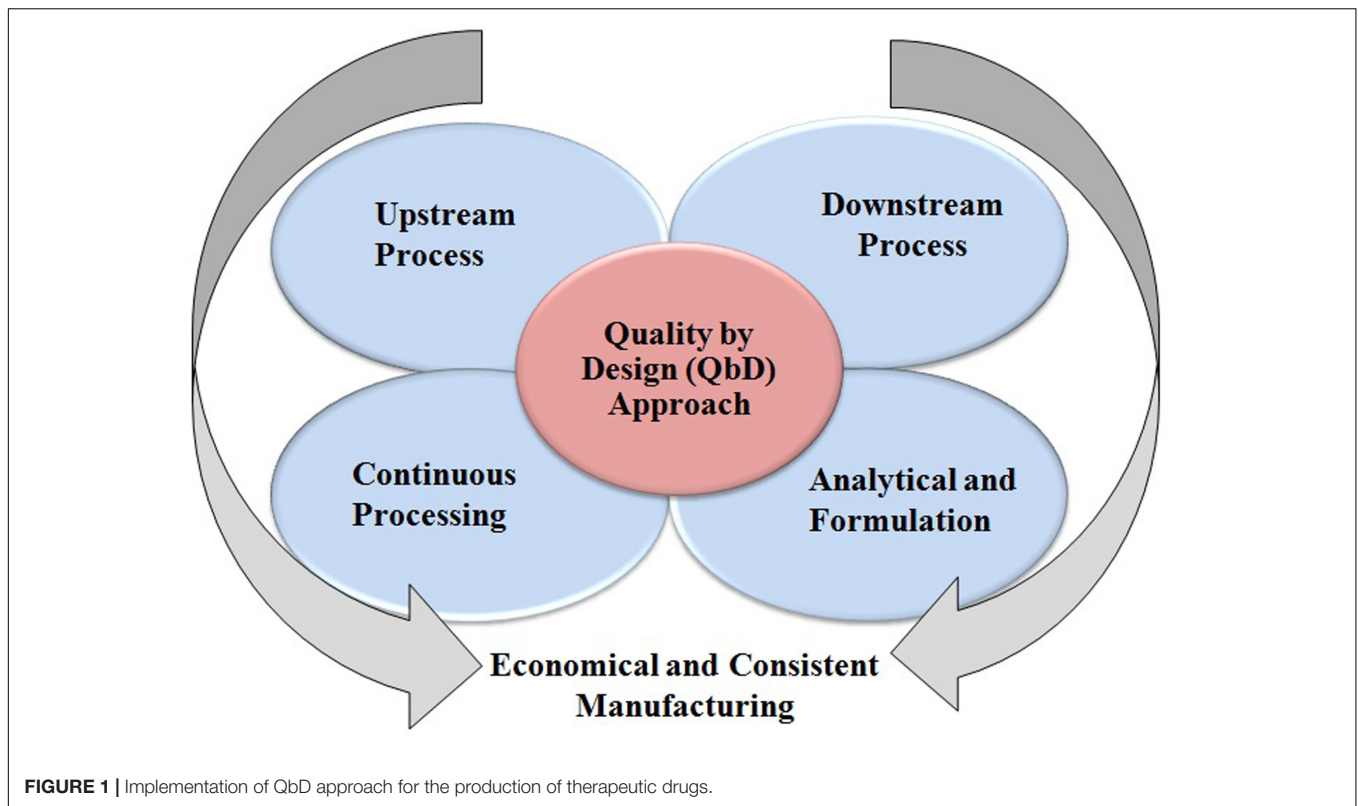 Upstream
Process
Downstream
Process
Quality by
Design (QbD)
Approach
Continuous
Processing
Analytical and
Formulation
Economical and Consistent
Manufacturing
FIGURE 1 | Implementation of QbD approach for the production of therapeutic drugs.